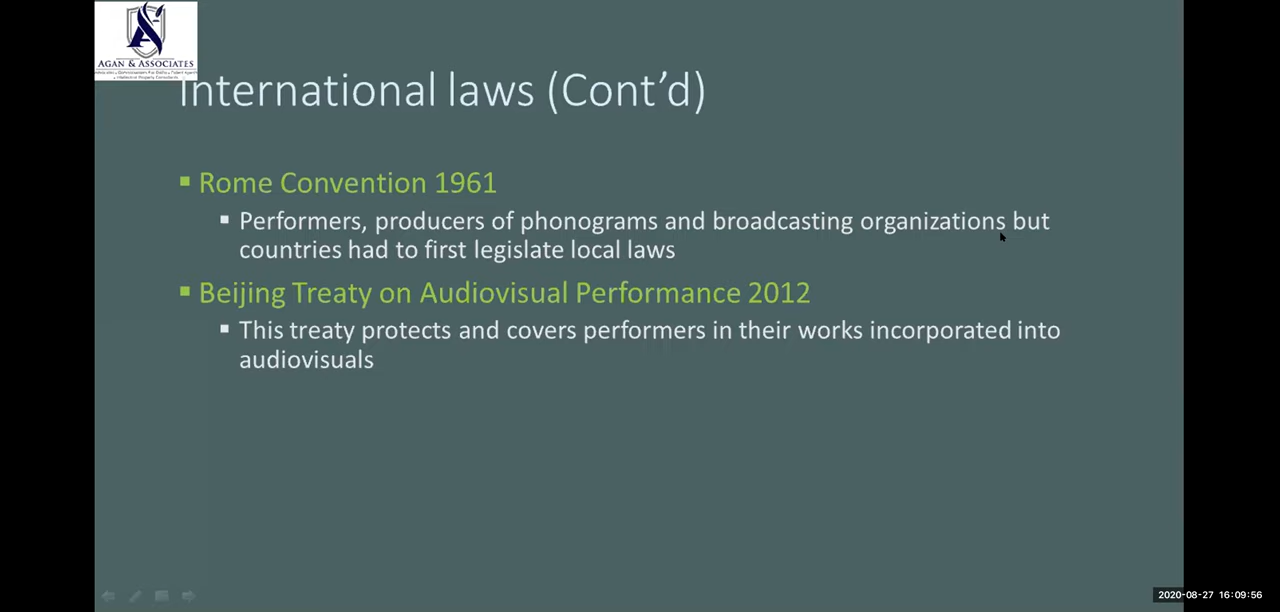 AGAN & ASSOCIATES
International laws (Cont’d)
▪ Rome Convention 1961
▪ Performers, producers of phonograms and broadcasting organizations but
countries had to first legislate local laws
▪ Beijing Treaty on Audiovisual Performance 2012
▪ This treaty protects and covers performers in their works incorporated into
audiovisuals
2020-08-27 16:09:56